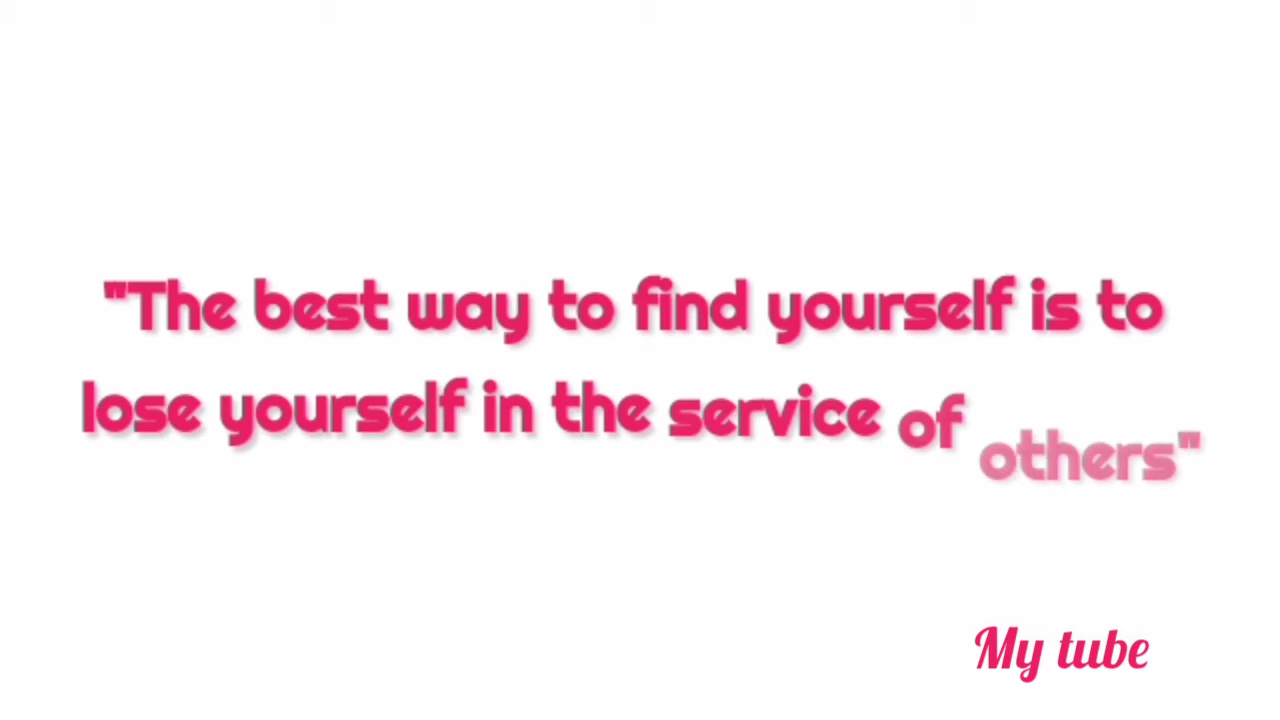 "The best way to find yourself is to
lose yourself in the service of others"
My tube